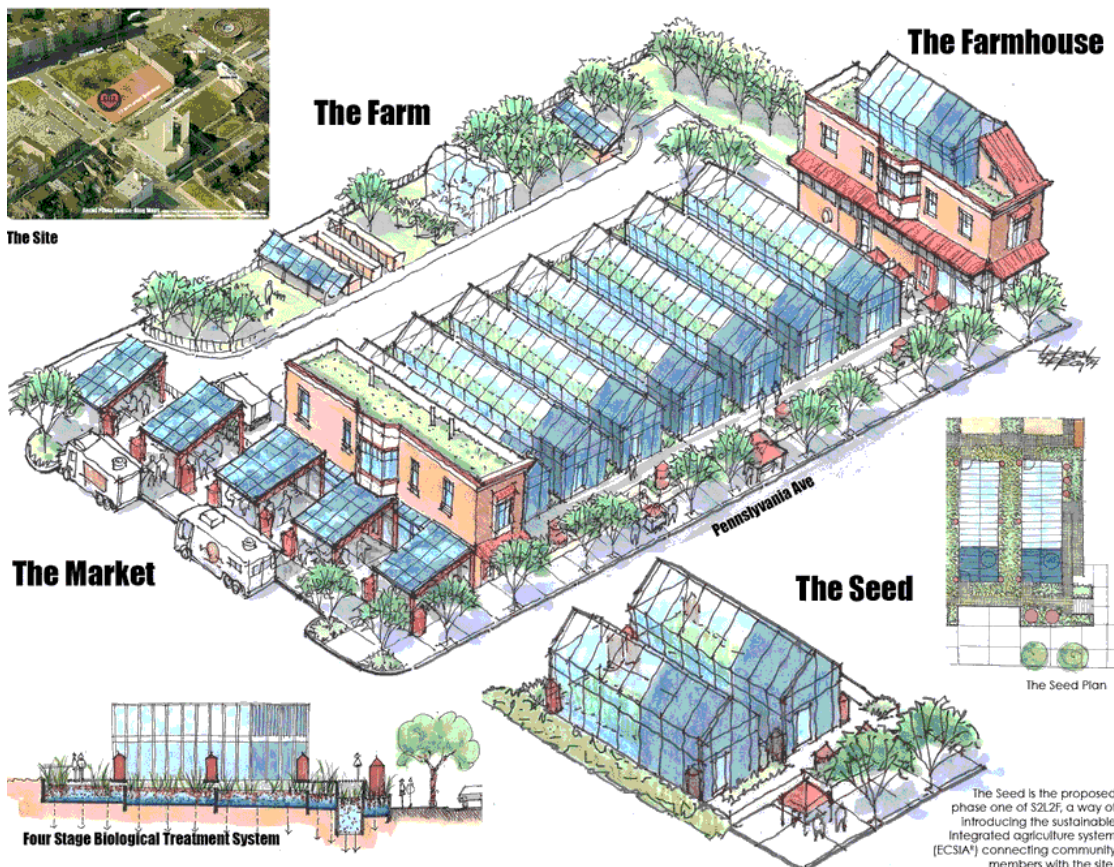 The Farmhouse
The Farm
The Site
Pennslyvania Ave
The Market
The Seed
The Seed Plan
Four Stage Biological Treatment System
The Seed is the proposed
phase one of S2L2F, a way of
introducing the sustainable
integrated agriculture system
(ECSIA®) connecting community
members with the site.